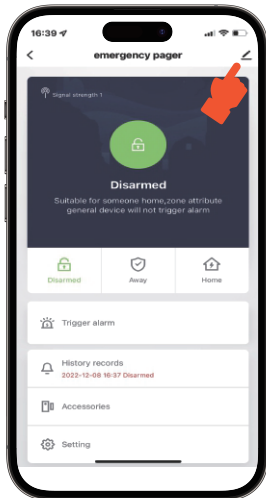 16:39
emergency pager
Signal strength 1
Disarmed
Suitable for someone home,zone attribute
general device will not trigger alarm
Disarmed
Away
Home
Trigger alarm
History records
2022-12-08 16:37 Disarmed
Accessories
Setting